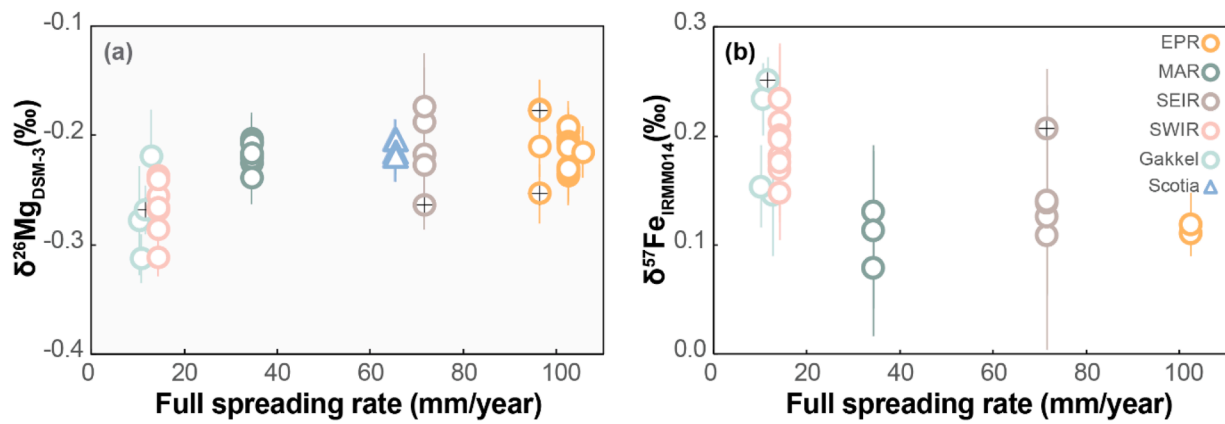 (a)
-0.1
-0.2
-0.3
-0.4
δ²⁶Mg_DSM-3(‰)
0 20 40 60 80 100
Full spreading rate (mm/year)
(b)
0.3
0.2
0.1
0.0
δ⁵⁷Fe_IRMM014(‰)
0 20 40 60 80 100
Full spreading rate (mm/year)
EPR
MAR
SEIR
SWIR
Gakkel
Scotia